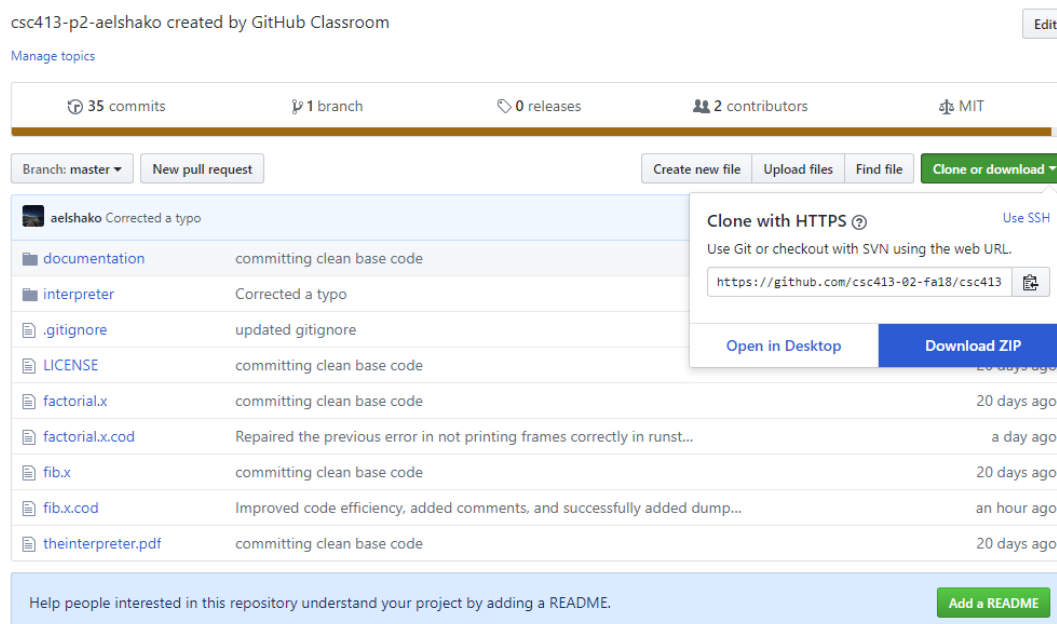 csc413-p2-aelshako created by GitHub Classroom
Edit
Manage topics
35 commits 1 branch 0 releases 2 contributors MIT
Branch: master New pull request Create new file Upload files Find file Clone or download
aelshako Corrected a typo
Clone with HTTPS Use SSH
Use Git or checkout with SVN using the web URL.
https://github.com/csc413-02-fa18/csc413
Open in Desktop Download ZIP
documentation committing clean base code
interpreter Corrected a typo
.gitignore updated gitignore
LICENSE committing clean base code 20 days ago
factorial.x committing clean base code 20 days ago
factorial.x.cod Repaired the previous error in not printing frames correctly in runst... a day ago
fib.x committing clean base code 20 days ago
fib.x.cod Improved code efficiency, added comments, and successfully added dump... an hour ago
theinterpreter.pdf committing clean base code 20 days ago
Help people interested in this repository understand your project by adding a README. Add a README